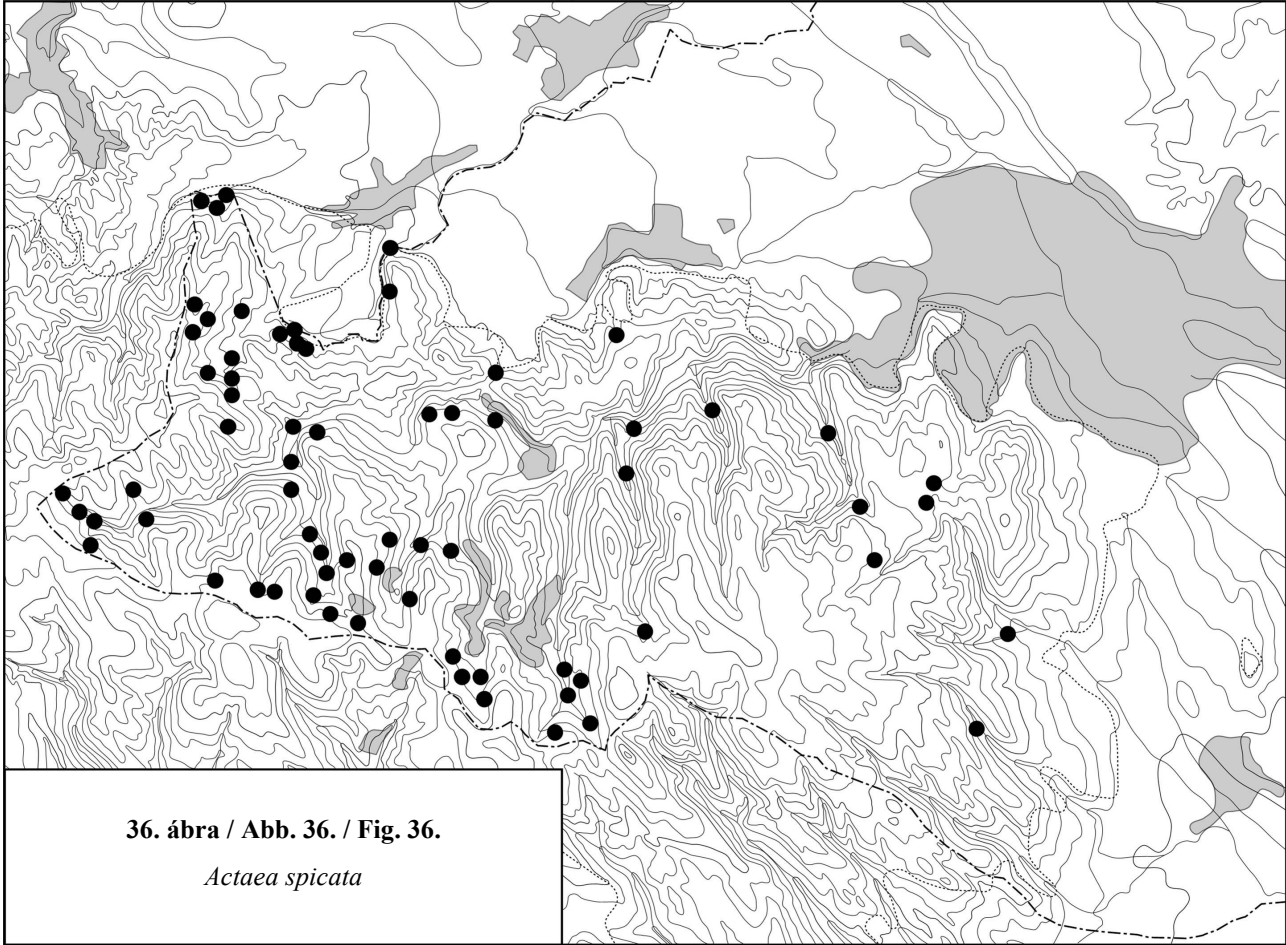 36. ábra / Abb. 36. / Fig. 36.
Actaea spicata